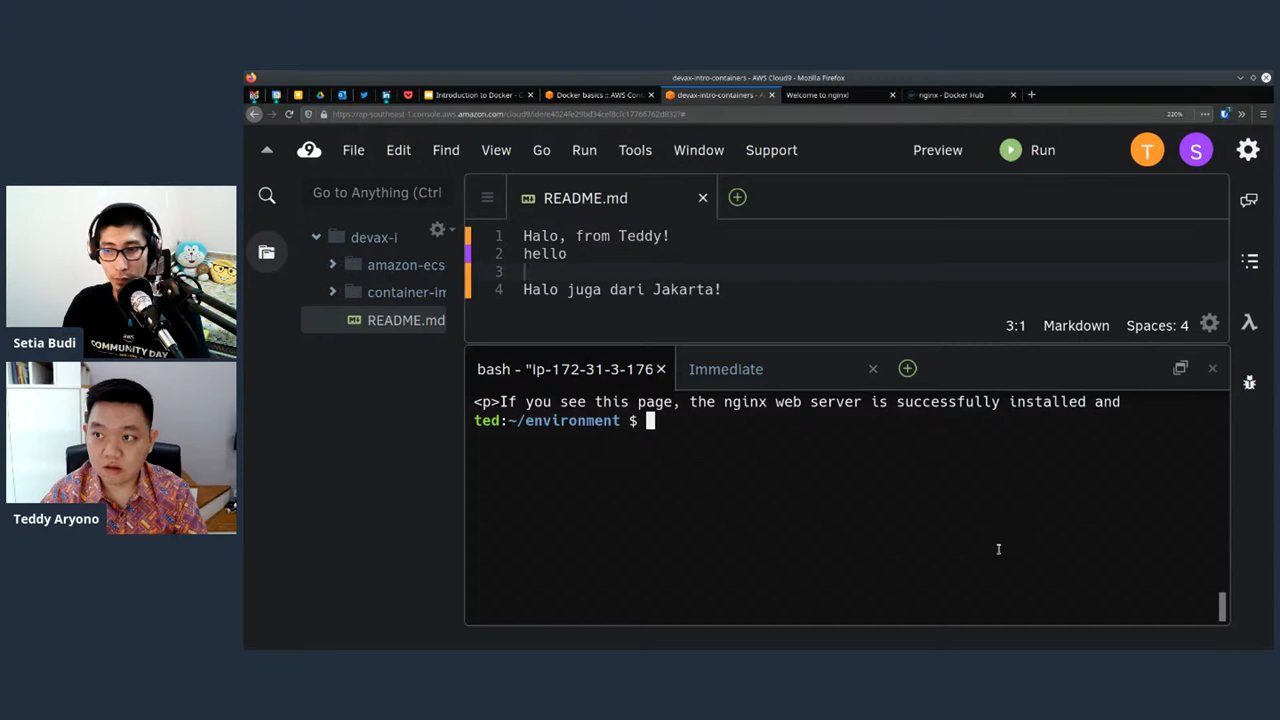 devax-intro-containers - AWS Cloud9 - Mozilla Firefox
Introduction to Docker - G
Docker basics :: AWS Con
devax-intro-containers - A
Welcome to nginx!
nginx - Docker Hub
220%
9
File Edit Find View Go Run Tools Window Support Preview Run T S
Go to Anything (Ctrl
README.md
devax-i
amazon-ecs
container-im
README.md
1 Halo, from Teddy!
2 hello
3
4 Halo juga dari Jakarta!
3:1 Markdown Spaces: 4
bash - "ip-172-31-3-176
Immediate
<p>If you see this page, the nginx web server is successfully installed and
ted:~/environment $
aws
COMMUNITY DAY
Setia Budi
Teddy Aryono